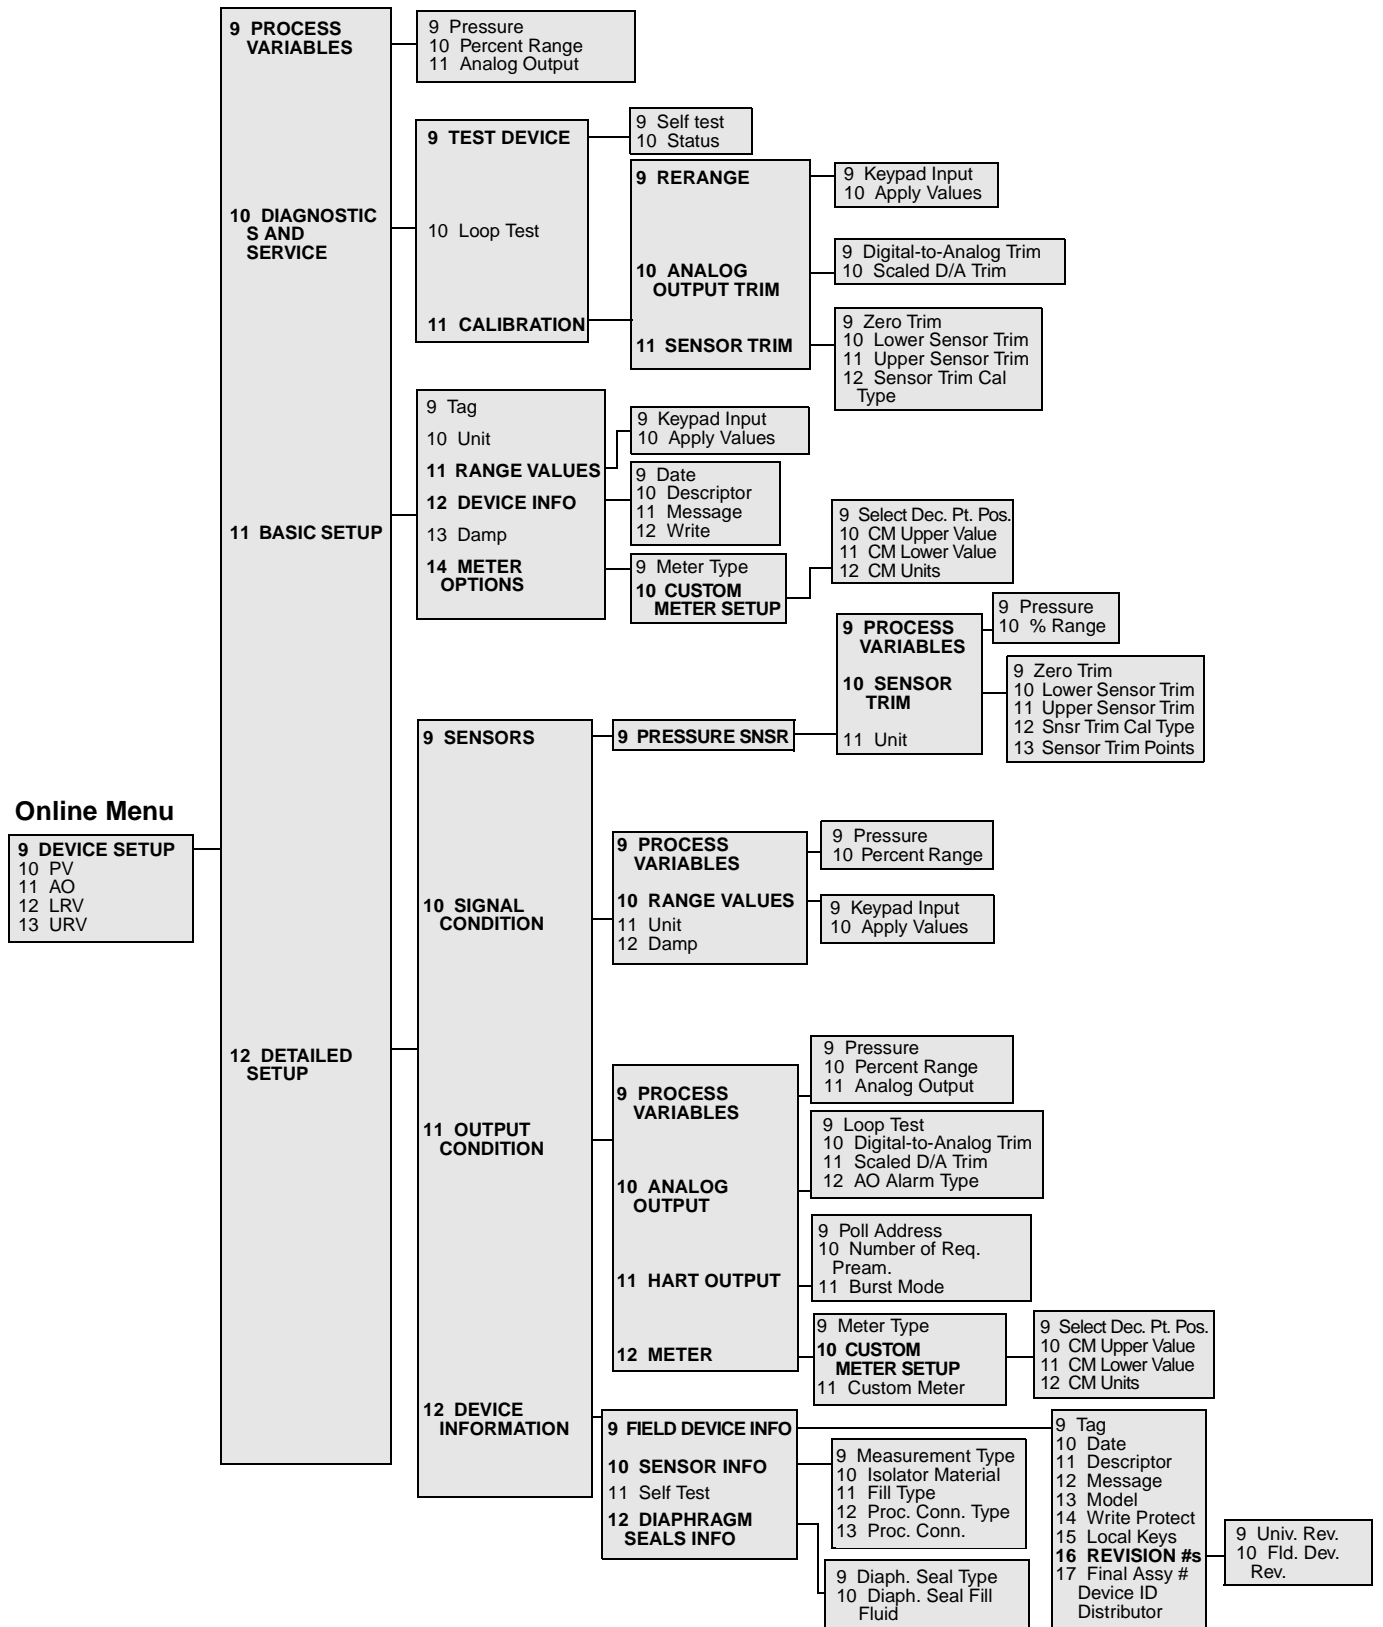 Online Menu
9 DEVICE SETUP
10 PV
11 AO
12 LRV
13 URV
9 PROCESS
VARIABLES
10 DIAGNOSTIC
S AND
SERVICE
11 BASIC SETUP
12 DETAILED
SETUP
9 Pressure
10 Percent Range
11 Analog Output
9 TEST DEVICE
10 Loop Test
11 CALIBRATION
9 Self test
10 Status
9 RERANGE
10 ANALOG
OUTPUT TRIM
11 SENSOR TRIM
9 Keypad Input
10 Apply Values
9 Digital-to-Analog Trim
10 Scaled D/A Trim
9 Zero Trim
10 Lower Sensor Trim
11 Upper Sensor Trim
12 Sensor Trim Cal
Type
9 Tag
10 Unit
11 RANGE VALUES
12 DEVICE INFO
13 Damp
14 METER
OPTIONS
9 Keypad Input
10 Apply Values
9 Date
10 Descriptor
11 Message
12 Write
9 Meter Type
10 CUSTOM
METER SETUP
9 Select Dec. Pt. Pos.
10 CM Upper Value
11 CM Lower Value
12 CM Units
9 SENSORS
10 SIGNAL
CONDITION
11 OUTPUT
CONDITION
12 DEVICE
INFORMATION
9 PRESSURE SNSR
9 PROCESS
VARIABLES
10 SENSOR
TRIM
11 Unit
9 Pressure
10 % Range
9 Zero Trim
10 Lower Sensor Trim
11 Upper Sensor Trim
12 Snsr Trim Cal Type
13 Sensor Trim Points
9 PROCESS
VARIABLES
10 RANGE VALUES
11 Unit
12 Damp
9 Pressure
10 Percent Range
9 Keypad Input
10 Apply Values
9 PROCESS
VARIABLES
10 ANALOG
OUTPUT
11 HART OUTPUT
12 METER
9 Pressure
10 Percent Range
11 Analog Output
9 Loop Test
10 Digital-to-Analog Trim
11 Scaled D/A Trim
12 AO Alarm Type
9 Poll Address
10 Number of Req.
Pream.
11 Burst Mode
9 Meter Type
10 CUSTOM
METER SETUP
11 Custom Meter
9 Select Dec. Pt. Pos.
10 CM Upper Value
11 CM Lower Value
12 CM Units
9 FIELD DEVICE INFO
10 SENSOR INFO
11 Self Test
12 DIAPHRAGM
SEALS INFO
9 Measurement Type
10 Isolator Material
11 Fill Type
12 Proc. Conn. Type
13 Proc. Conn.
9 Diaph. Seal Type
10 Diaph. Seal Fill
Fluid
9 Tag
10 Date
11 Descriptor
12 Message
13 Model
14 Write Protect
15 Local Keys
16 REVISION #s
17 Final Assy #
Device ID
Distributor
9 Univ. Rev.
10 Fld. Dev.
Rev.